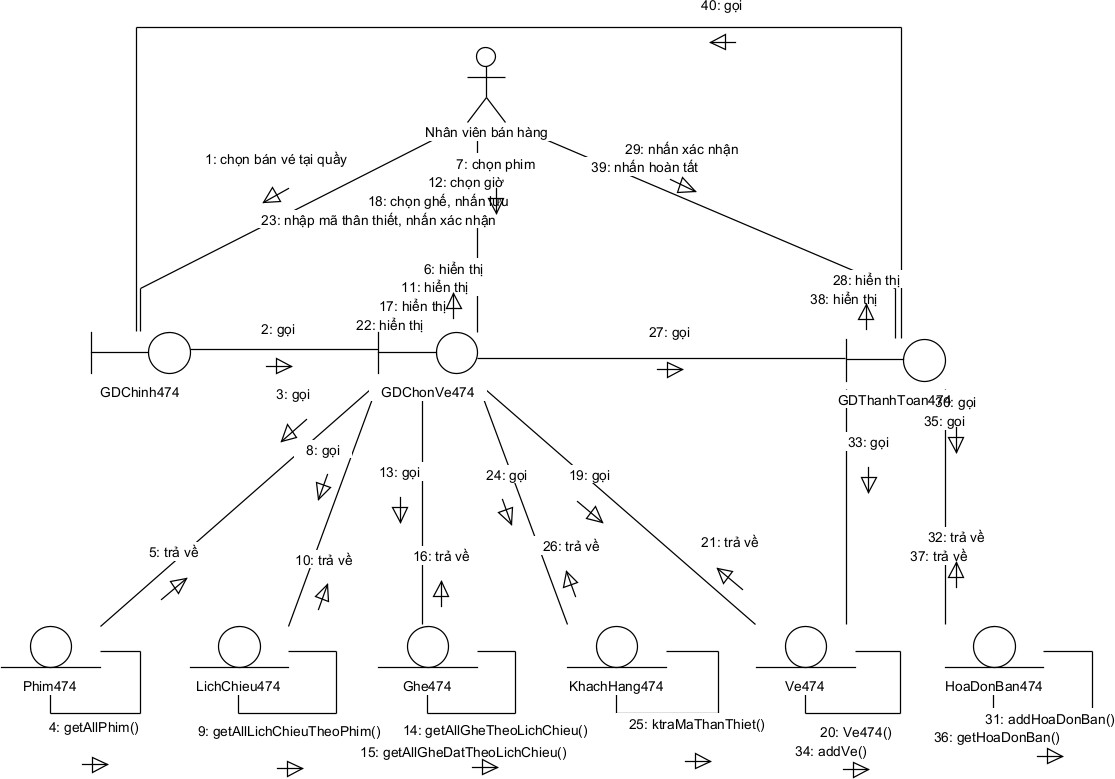 40: gọi
Nhân viên bán hàng
1: chọn bán vé tại quầy
7: chọn phim
12: chọn giờ
18: chọn ghế, nhấn lưu
23: nhập mã thân thiết, nhấn xác nhận
29: nhấn xác nhận
39: nhấn hoàn tất
6: hiển thị
11: hiển thị
17: hiển thị
22: hiển thị
28: hiển thị
38: hiển thị
2: gọi
27: gọi
GDChinh474
GDChonVe474
GDThanhToan474
30: gọi
35: gọi
3: gọi
8: gọi
13: gọi
24: gọi
19: gọi
33: gọi
5: trả về
10: trả về
16: trả về
26: trả về
21: trả về
32: trả về
37: trả về
Phim474
LichChieu474
Ghe474
KhachHang474
Ve474
HoaDonBan474
4: getAllPhim()
9: getAllLichChieuTheoPhim()
14: getAllGheTheoLichChieu()
15: getAllGheDatTheoLichChieu()
25: ktraMaThanThiet()
20: Ve474()
34: addVe()
31: addHoaDonBan()
36: getHoaDonBan()